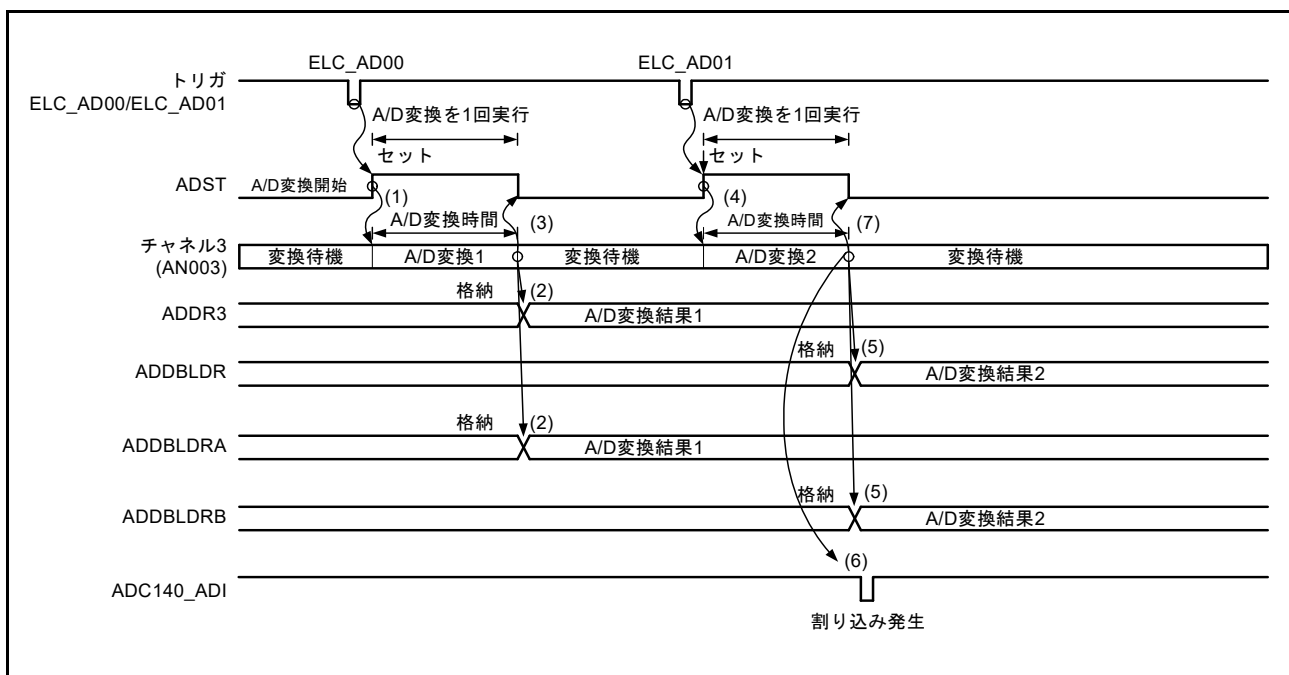 ELC_AD00
ELC_AD01
トリガ
ELC_AD00/ELC_AD01
A/D変換を1回実行
A/D変換を1回実行
セット
セット
ADST
A/D変換開始
(1)
(4)
A/D変換時間
(3)
A/D変換時間
(7)
チャネル3
(AN003)
変換待機
A/D変換1
変換待機
A/D変換2
変換待機
格納
(2)
ADDR3
A/D変換結果1
格納
(5)
ADDBLDR
A/D変換結果2
格納
(2)
ADDBLDRA
A/D変換結果1
格納
(5)
ADDBLDRB
A/D変換結果2
(6)
ADC140_ADI
割り込み発生